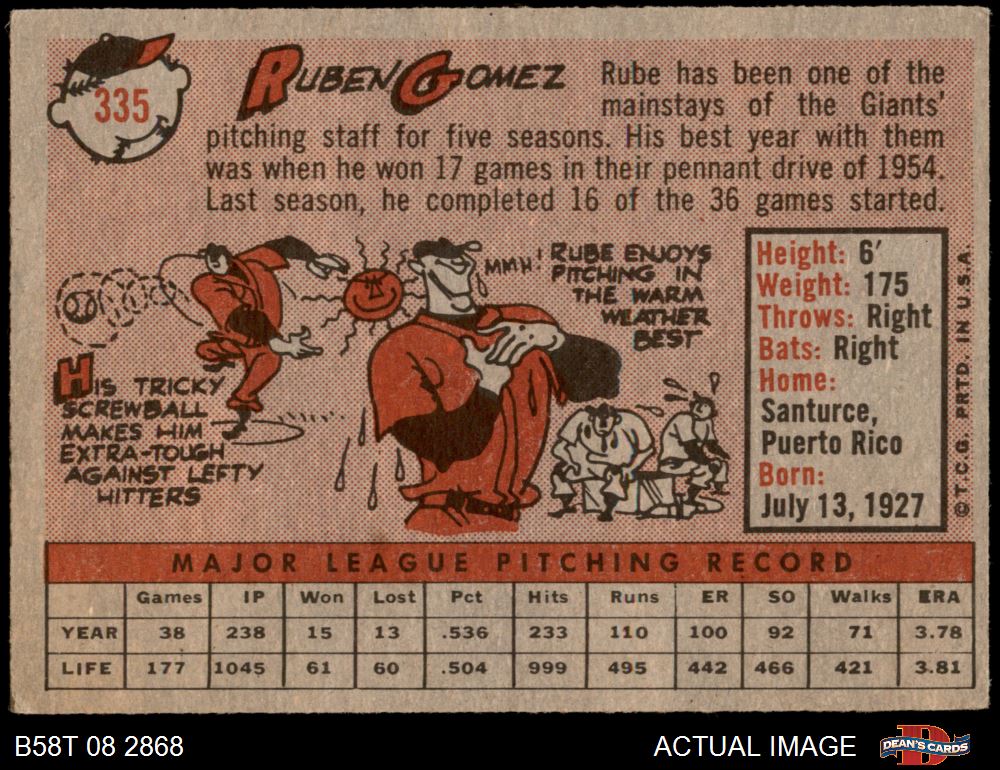 335
RUBEN GOMEZ
Rube has been one of the
mainstays of the Giants'
pitching staff for five seasons. His best year with them
was when he won 17 games in their pennant drive of 1954.
Last season, he completed 16 of the 36 games started.
HIS TRICKY
SCREWBALL
MAKES HIM
EXTRA-TOUGH
AGAINST LEFTY
HITTERS
MMM!
RUBE ENJOYS
PITCHING IN
THE WARM
WEATHER
BEST
Height: 6'
Weight: 175
Throws: Right
Bats: Right
Home:
Santurce,
Puerto Rico
Born:
July 13, 1927
©T.C.G. PRTD. IN U.S.A.
MAJOR LEAGUE PITCHING RECORD
Games IP Won Lost Pct Hits Runs ER SO Walks ERA
YEAR 38 238 15 13 .536 233 110 100 92 71 3.78
LIFE 177 1045 61 60 .504 999 495 442 466 421 3.81
B58T 08 2868
ACTUAL IMAGE
D
DEAN'S CARDS